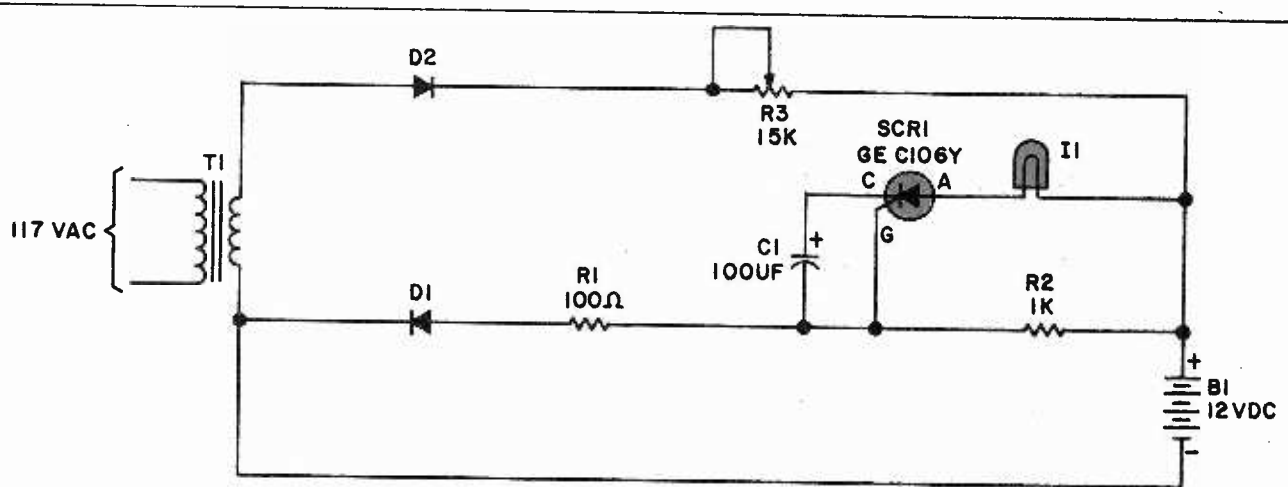 D2
R3
15K
SCR1
GE C106Y
I1
C
A
T1
117 VAC
G
C1
+
100UF
R1
100Ω
D1
R2
1K
+
B1
12VDC
-